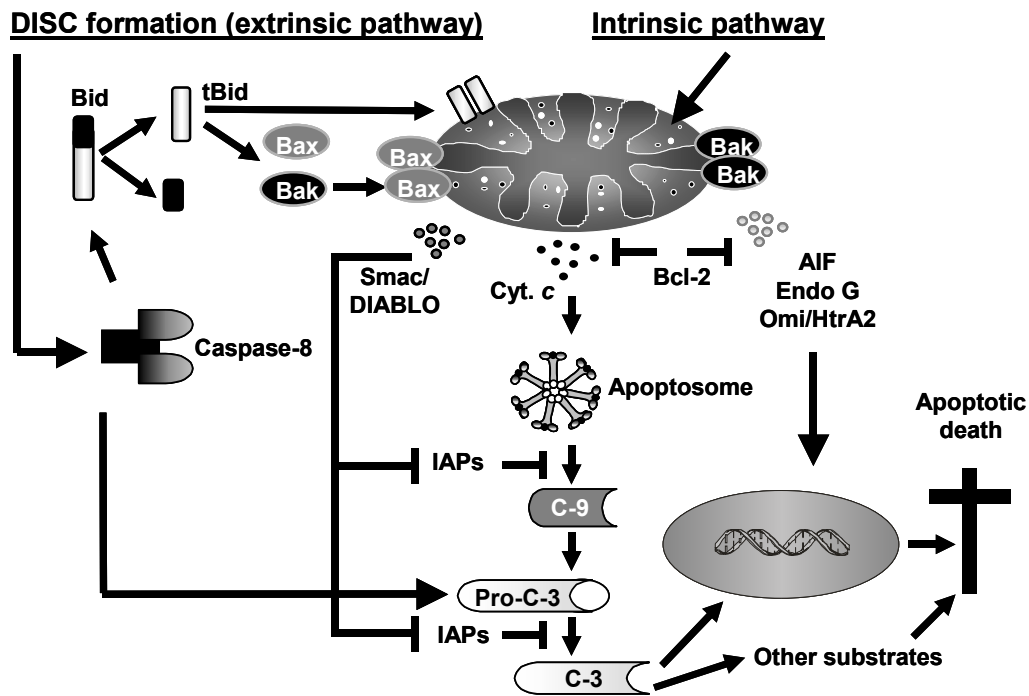 DISC formation (extrinsic pathway)
Intrinsic pathway
Bid
tBid
Bax
Bak
Bax
Bax
Bak
Bak
Smac/
DIABLO
Cyt. c
Bcl-2
AIF
Endo G
Omi/HtrA2
Caspase-8
Apoptosome
Apoptotic
death
IAPs
C-9
Pro-C-3
IAPs
C-3
Other substrates